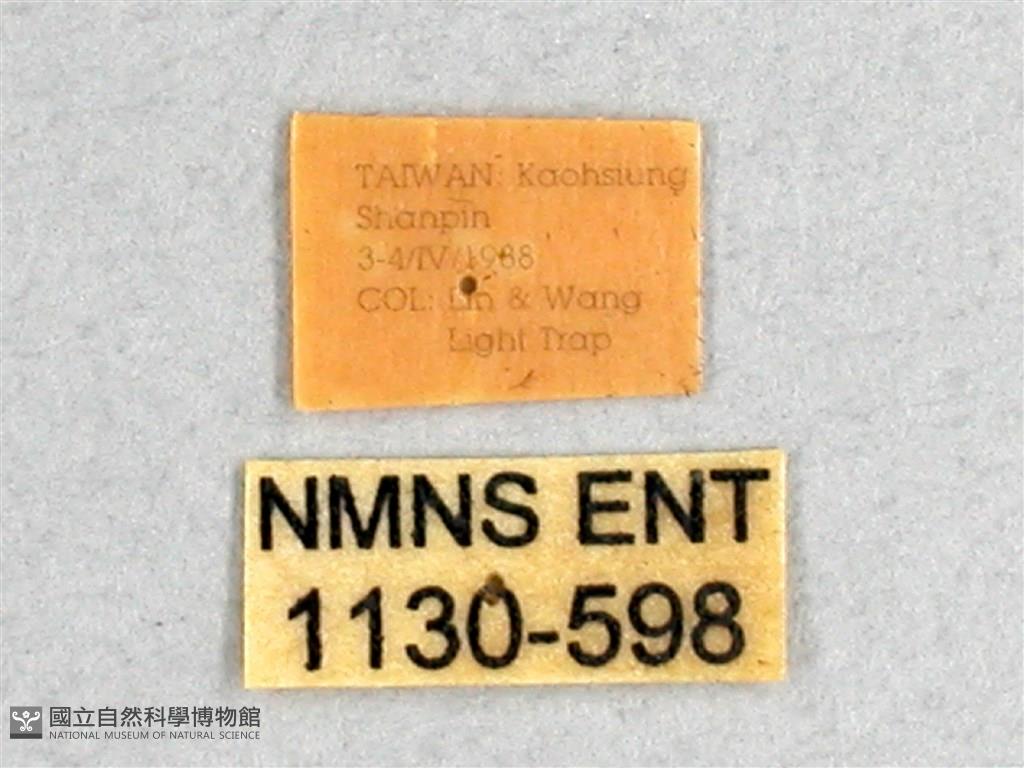 TAIWAN: Kaohsiung
Shanpin
3-4/IV/1988
COL: Lin & Wang
Light Trap
NMNS ENT
1130-598
國立自然科學博物館
NATIONAL MUSEUM OF NATURAL SCIENCE